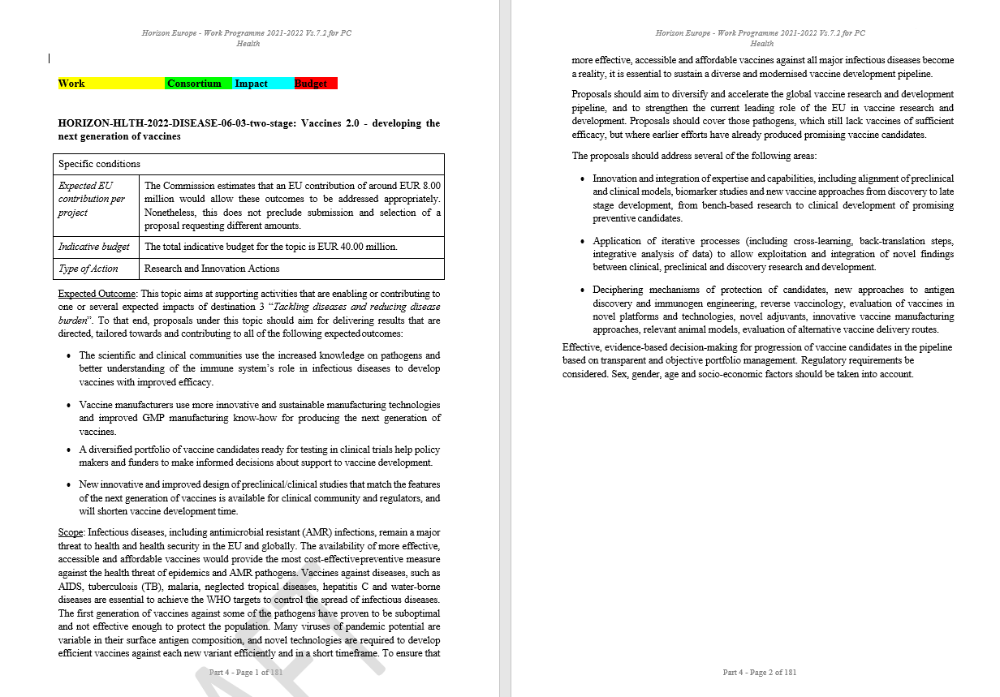 Horizon Europe - Work Programme 2021-2022 Vs.7.2 for PC
Health
Work Consortium Impact Budget
HORIZON-HLTH-2022-DISEASE-06-03-two-stage: Vaccines 2.0 - developing the
next generation of vaccines
Specific conditions
Expected EU
contribution per
project
The Commission estimates that an EU contribution of around EUR 8.00
million would allow these outcomes to be addressed appropriately.
Nonetheless, this does not preclude submission and selection of a
proposal requesting different amounts.
Indicative budget
The total indicative budget for the topic is EUR 40.00 million.
Type of Action
Research and Innovation Actions
Expected Outcome: This topic aims at supporting activities that are enabling or contributing to
one or several expected impacts of destination 3 “Tackling diseases and reducing disease
burden”. To that end, proposals under this topic should aim for delivering results that are
directed, tailored towards and contributing to all of the following expected outcomes:
• The scientific and clinical communities use the increased knowledge on pathogens and
better understanding of the immune system’s role in infectious diseases to develop
vaccines with improved efficacy.
• Vaccine manufacturers use more innovative and sustainable manufacturing technologies
and improved GMP manufacturing know-how for producing the next generation of
vaccines.
• A diversified portfolio of vaccine candidates ready for testing in clinical trials help policy
makers and funders to make informed decisions about support to vaccine development.
• New innovative and improved design of preclinical/clinical studies that match the features
of the next generation of vaccines is available for clinical community and regulators, and
will shorten vaccine development time.
Scope: Infectious diseases, including antimicrobial resistant (AMR) infections, remain a major
threat to health and health security in the EU and globally. The availability of more effective,
accessible and affordable vaccines would provide the most cost-effective preventive measure
against the health threat of epidemics and AMR pathogens. Vaccines against diseases, such as
AIDS, tuberculosis (TB), malaria, neglected tropical diseases, hepatitis C and water-borne
diseases are essential to achieve the WHO targets to control the spread of infectious diseases.
The first generation of vaccines against some of the pathogens have proven to be suboptimal
and not effective enough to protect the population. Many viruses of pandemic potential are
variable in their surface antigen composition, and novel technologies are required to develop
efficient vaccines against each new variant efficiently and in a short timeframe. To ensure that
AFT
Part 4 - Page 1 of 181
Horizon Europe - Work Programme 2021-2022 Vs.7.2 for PC
Health
more effective, accessible and affordable vaccines against all major infectious diseases become
a reality, it is essential to sustain a diverse and modernised vaccine development pipeline.
Proposals should aim to diversify and accelerate the global vaccine research and development
pipeline, and to strengthen the current leading role of the EU in vaccine research and
development. Proposals should cover those pathogens, which still lack vaccines of sufficient
efficacy, but where earlier efforts have already produced promising vaccine candidates.
The proposals should address several of the following areas:
• Innovation and integration of expertise and capabilities, including alignment of preclinical
and clinical models, biomarker studies and new vaccine approaches from discovery to late
stage development, from bench-based research to clinical development of promising
preventive candidates.
• Application of iterative processes (including cross-learning, back-translation steps,
integrative analysis of data) to allow exploitation and integration of novel findings
between clinical, preclinical and discovery research and development.
• Deciphering mechanisms of protection of candidates, new approaches to antigen
discovery and immunogen engineering, reverse vaccinology, evaluation of vaccines in
novel platforms and technologies, novel adjuvants, innovative vaccine manufacturing
approaches, relevant animal models, evaluation of alternative vaccine delivery routes.
Effective, evidence-based decision-making for progression of vaccine candidates in the pipeline
based on transparent and objective portfolio management. Regulatory requirements be
considered. Sex, gender, age and socio-economic factors should be taken into account.
Part 4 - Page 2 of 181